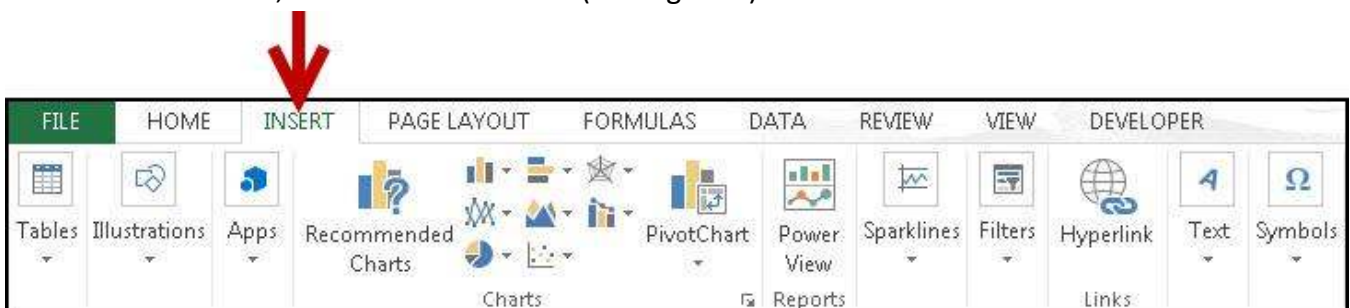 FILE HOME INSERT PAGE LAYOUT FORMULAS DATA REVIEW VIEW DEVELOPER
Tables Illustrations Apps Recommended Charts PivotChart Power View Sparklines Filters Hyperlink Text Symbols
Charts Reports Links